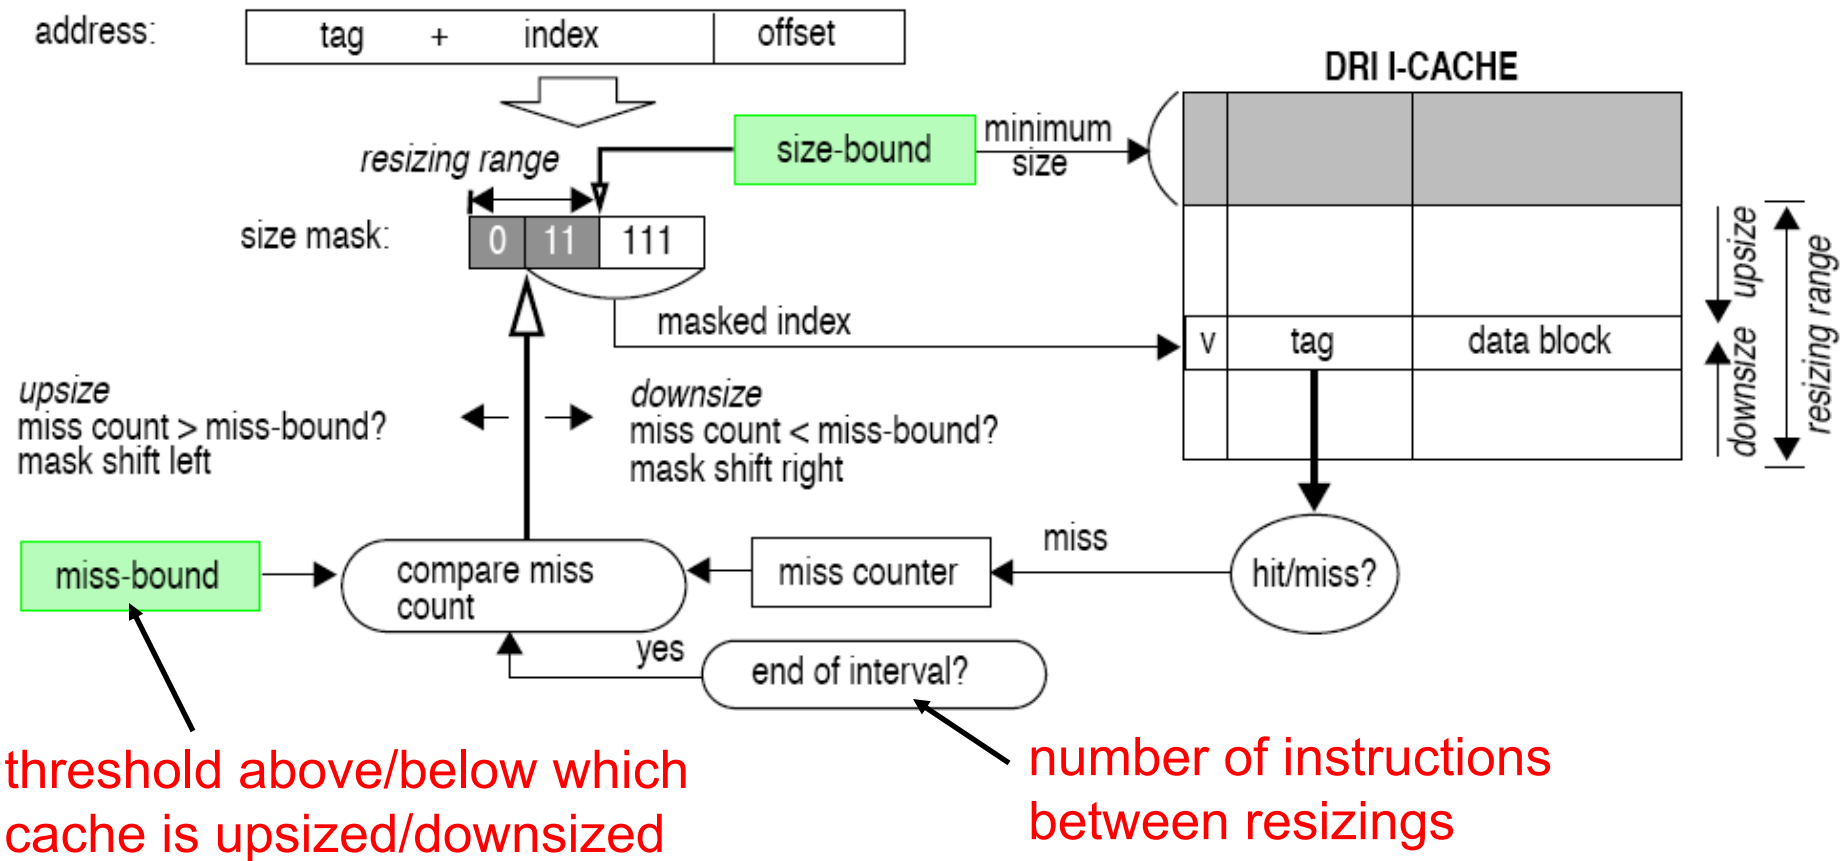 address:
tag + index
offset
DRI I-CACHE
size-bound
minimum
size
resizing range
size mask:
0 11 111
masked index
v tag data block
upsize
downsize
resizing range
upsize
miss count > miss-bound?
mask shift left
downsize
miss count < miss-bound?
mask shift right
miss-bound
compare miss
count
miss counter
miss
hit/miss?
yes
end of interval?
threshold above/below which
cache is upsized/downsized
number of instructions
between resizings